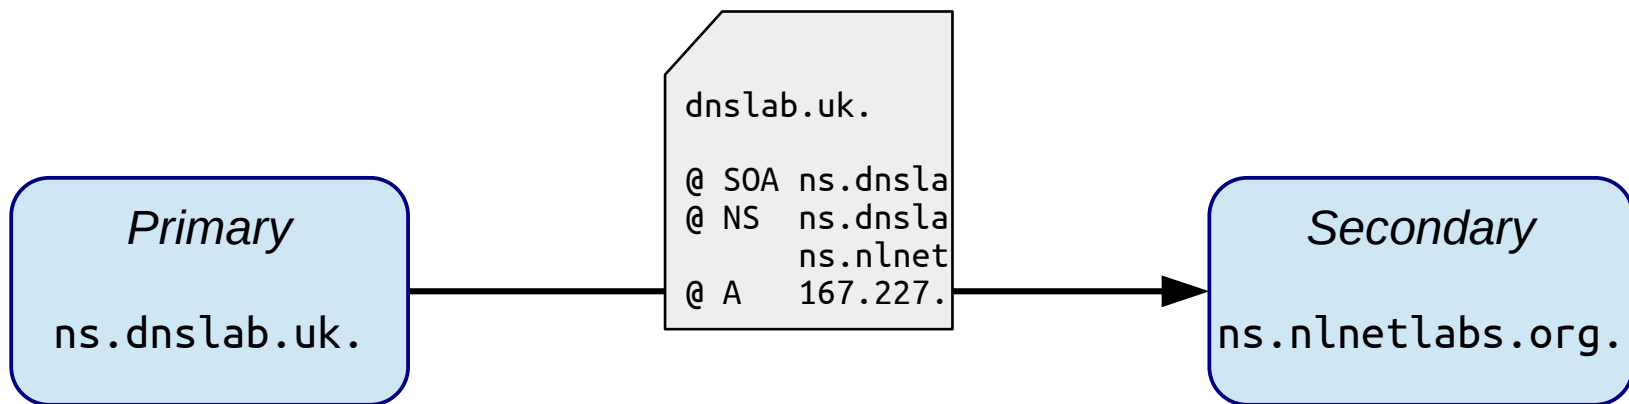 Primary
ns.dnslab.uk.
dnslab.uk.
@ SOA ns.dnsla
@ NS  ns.dnsla
      ns.nlnet
@ A   167.227.
Secondary
ns.nlnetlabs.org.